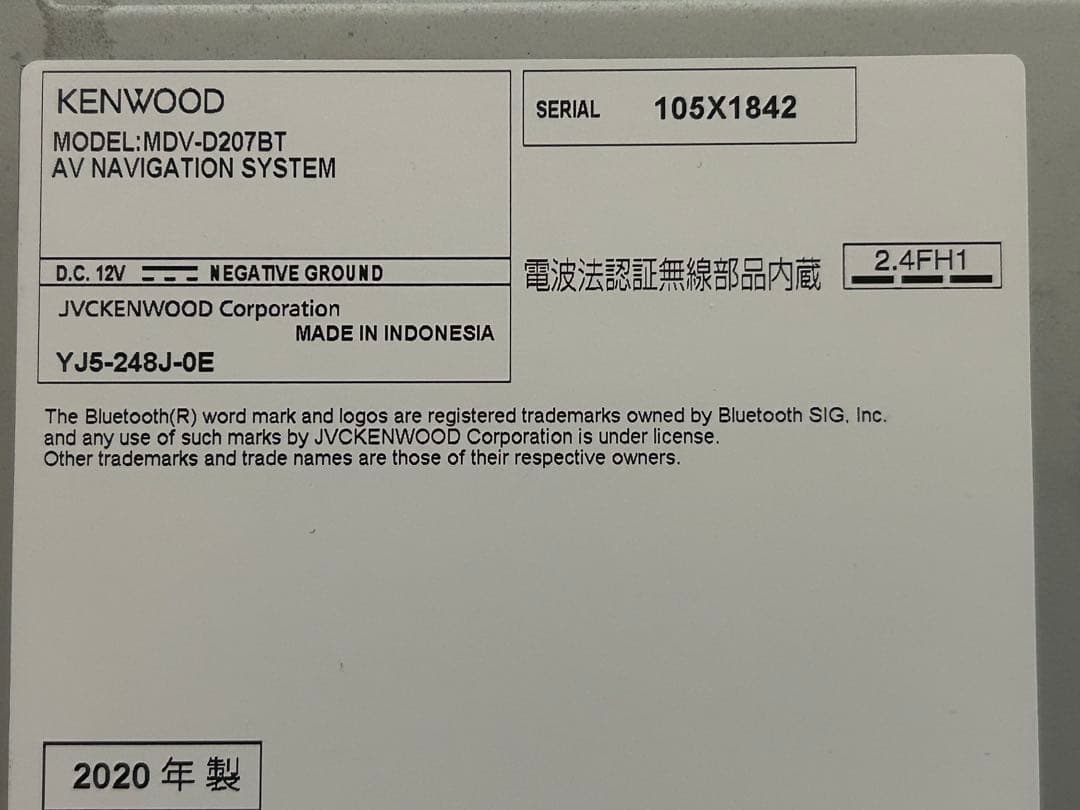 KENWOOD
MODEL:MDV-D207BT
AV NAVIGATION SYSTEM
SERIAL 105X1842
D.C. 12V NEGATIVE GROUND
電波法認証無線部品内蔵 2.4FH1
JVCKENWOOD Corporation
MADE IN INDONESIA
YJ5-248J-0E
The Bluetooth(R) word mark and logos are registered trademarks owned by Bluetooth SIG, Inc.
and any use of such marks by JVCKENWOOD Corporation is under license.
Other trademarks and trade names are those of their respective owners.
2020 年 製